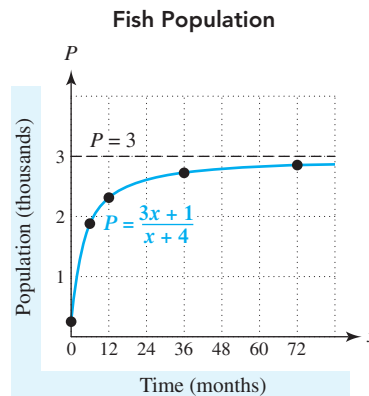 Fish Population
P
P = 3
3
2
1
P = 3x + 1
x + 4
Population (thousands)
0 12 24 36 48 60 72
Time (months)